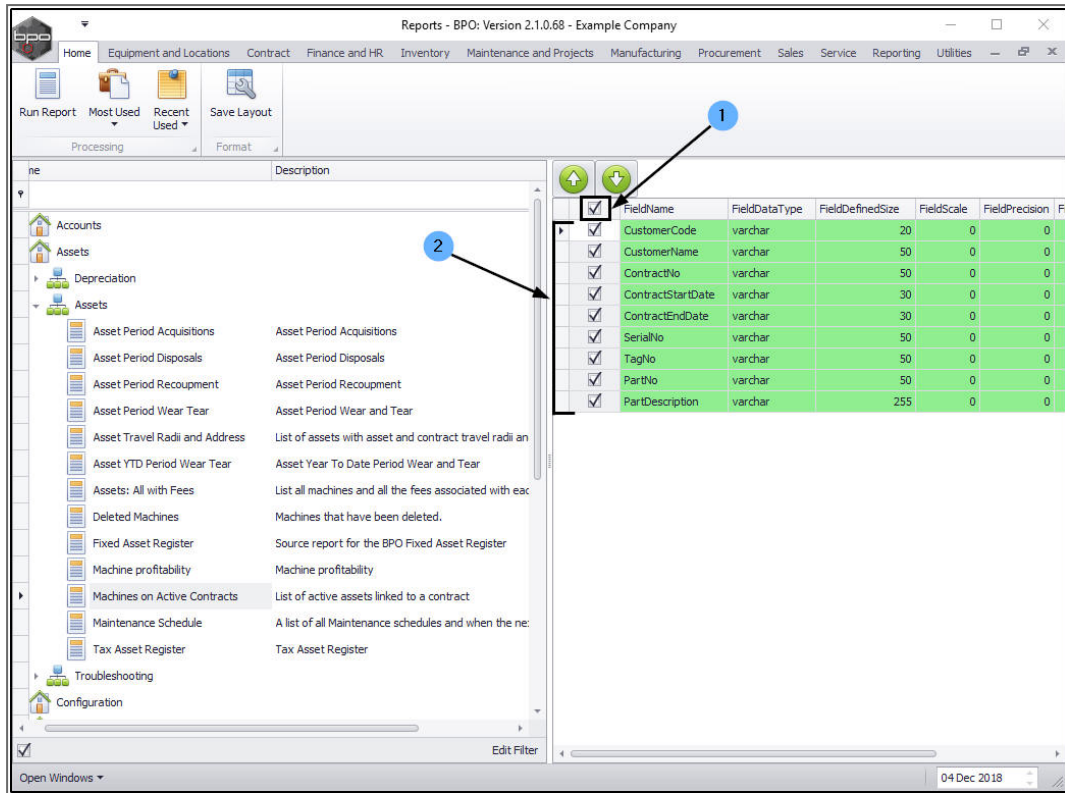 Reports - BPO: Version 2.1.0.68 - Example Company
bpo
Home Equipment and Locations Contract Finance and HR Inventory Maintenance and Projects Manufacturing Procurement Sales Service Reporting Utilities
Run Report Most Used Recent Used Save Layout
Processing Format
me Description
Accounts
Assets
Depreciation
Assets
Asset Period Acquisitions Asset Period Acquisitions
Asset Period Disposals Asset Period Disposals
Asset Period Recoupment Asset Period Recoupment
Asset Period Wear Tear Asset Period Wear and Tear
Asset Travel Radii and Address List of assets with asset and contract travel radii an
Asset YTD Period Wear Tear Asset Year To Date Period Wear and Tear
Assets: All with Fees List all machines and all the fees associated with eac
Deleted Machines Machines that have been deleted.
Fixed Asset Register Source report for the BPO Fixed Asset Register
Machine profitability Machine profitability
Machines on Active Contracts List of active assets linked to a contract
Maintenance Schedule A list of all Maintenance schedules and when the ne
Tax Asset Register Tax Asset Register
Troubleshooting
Configuration
Edit Filter
1
2
FieldName FieldDataType FieldDefinedSize FieldScale FieldPrecision F
CustomerCode varchar 20 0 0
CustomerName varchar 50 0 0
ContractNo varchar 50 0 0
ContractStartDate varchar 30 0 0
ContractEndDate varchar 30 0 0
SerialNo varchar 50 0 0
TagNo varchar 50 0 0
PartNo varchar 50 0 0
PartDescription varchar 255 0 0
Open Windows 04 Dec 2018